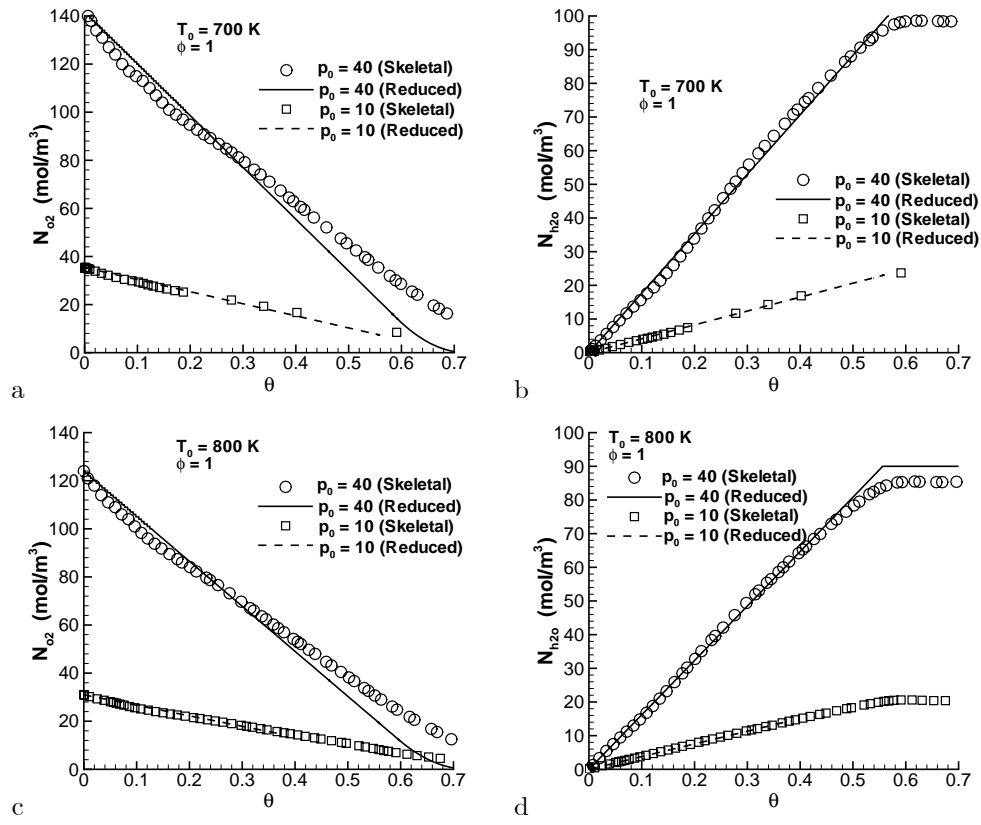 T₀ = 700 K
ϕ = 1
p₀ = 40 (Skeletal)
p₀ = 40 (Reduced)
p₀ = 10 (Skeletal)
p₀ = 10 (Reduced)
N_o2 (mol/m³)
140
120
100
80
60
40
20
0
0 0.1 0.2 0.3 0.4 0.5 0.6 0.7
θ
a
T₀ = 700 K
ϕ = 1
p₀ = 40 (Skeletal)
p₀ = 40 (Reduced)
p₀ = 10 (Skeletal)
p₀ = 10 (Reduced)
N_h2o (mol/m³)
100
90
80
70
60
50
40
30
20
10
0
0 0.1 0.2 0.3 0.4 0.5 0.6 0.7
θ
b
T₀ = 800 K
ϕ = 1
p₀ = 40 (Skeletal)
p₀ = 40 (Reduced)
p₀ = 10 (Skeletal)
p₀ = 10 (Reduced)
N_o2 (mol/m³)
140
120
100
80
60
40
20
0
0 0.1 0.2 0.3 0.4 0.5 0.6 0.7
θ
c
T₀ = 800 K
ϕ = 1
p₀ = 40 (Skeletal)
p₀ = 40 (Reduced)
p₀ = 10 (Skeletal)
p₀ = 10 (Reduced)
N_h2o (mol/m³)
100
90
80
70
60
50
40
30
20
10
0
0 0.1 0.2 0.3 0.4 0.5 0.6 0.7
θ
d